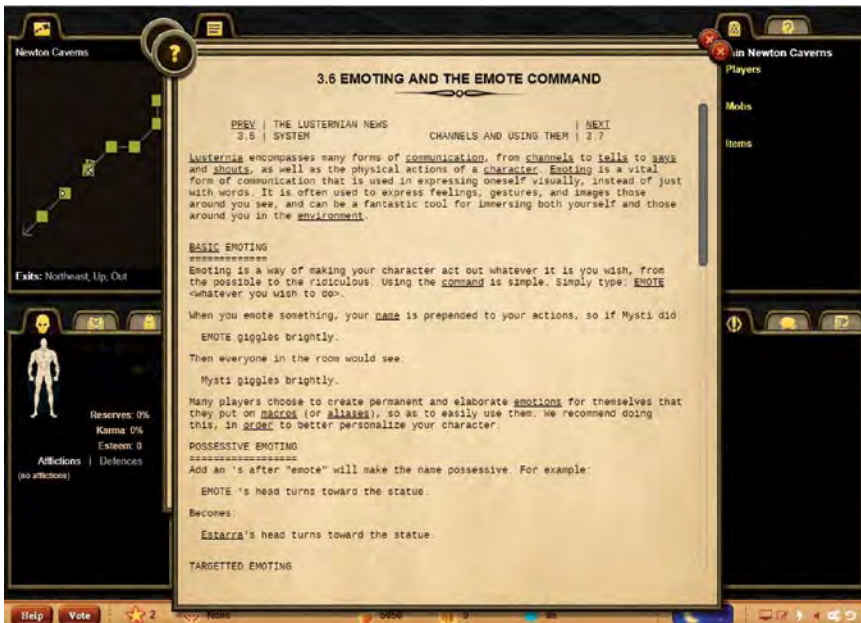 Newton Caverns
Exits: Northeast, Up, Out
Reserves: 0%
Karma: 0%
Esteem: 0
Afflictions | Defences
(no afflictions)
?
3.6 EMOTING AND THE EMOTE COMMAND
PREV | THE LUSTERNIAN NEWS | NEXT
3.5 | SYSTEM CHANNELS AND USING THEM | 3.7
Lusternia encompasses many forms of communication, from channels to tells to says
and shouts, as well as the physical actions of a character. Emoting is a vital
form of communication that is used in expressing oneself visually, instead of just
with words. It is often used to express feelings, gestures, and images those
around you see, and can be a fantastic tool for immersing both yourself and those
around you in the environment.
BASIC EMOTING
=============
Emoting is a way of making your character act out whatever it is you wish, from
the possible to the ridiculous. Using the command is simple. Simply type: EMOTE
<whatever you wish to do>.
When you emote something, your name is prepended to your actions, so if Mysti did:
EMOTE giggles brightly.
Then everyone in the room would see:
Mysti giggles brightly.
Many players choose to create permanent and elaborate emotions for themselves that
they put on macros (or aliases), so as to easily use them. We recommend doing
this, in order to better personalize your character.
POSSESSIVE EMOTING
==================
Add an 's after "emote" will make the name possessive. For example:
EMOTE 's head turns toward the statue.
Becomes:
Estarra's head turns toward the statue.
TARGETTED EMOTING
in Newton Caverns
Players
Mobs
Items
Help
Vote
2
None
5050
0